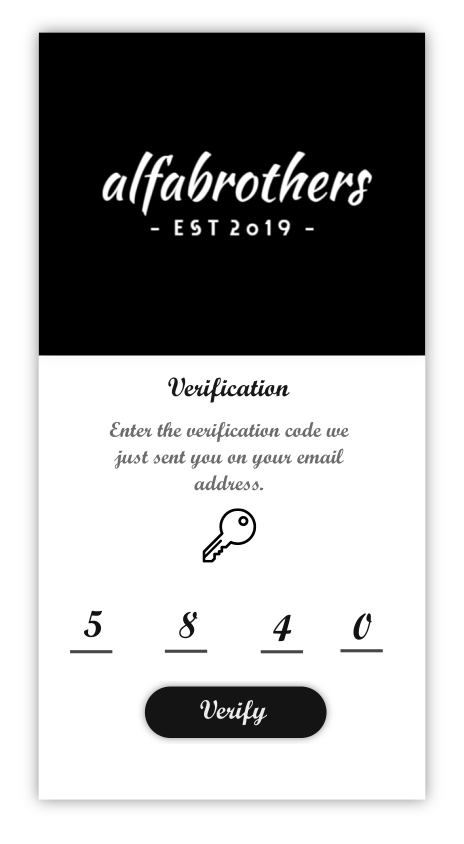 alfabrothers
- EST 2o19 -
Verification
Enter the verification code we
just sent you on your email
address.
5 8 4 0
Verify